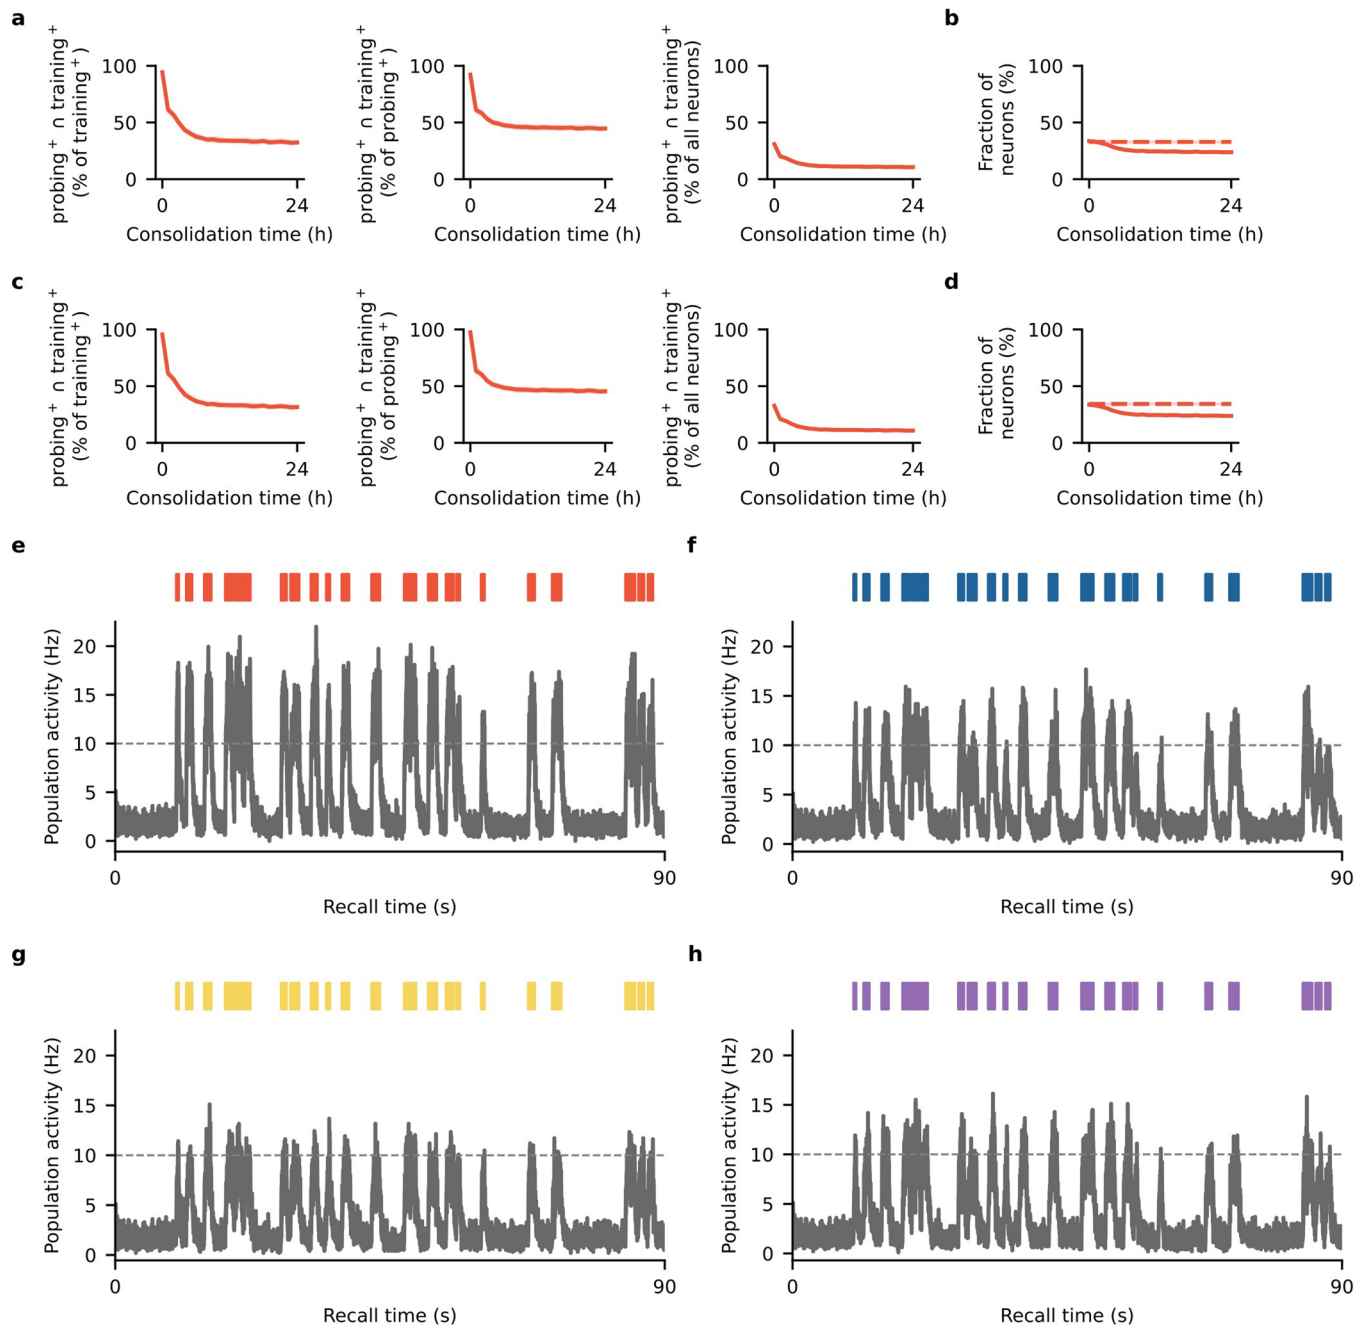 a
probing+ ∩ training+
(% of training+)
100
50
0
0
24
Consolidation time (h)
probing+ ∩ training+
(% of probing+)
100
50
0
0
24
Consolidation time (h)
probing+ ∩ training+
(% of all neurons)
100
50
0
0
24
Consolidation time (h)
b
Fraction of
neurons (%)
100
50
0
0
24
Consolidation time (h)
c
probing+ ∩ training+
(% of training+)
100
50
0
0
24
Consolidation time (h)
probing+ ∩ training+
(% of probing+)
100
50
0
0
24
Consolidation time (h)
probing+ ∩ training+
(% of all neurons)
100
50
0
0
24
Consolidation time (h)
d
Fraction of
neurons (%)
100
50
0
0
24
Consolidation time (h)
e
Population activity (Hz)
20
15
10
5
0
0
90
Recall time (s)
f
Population activity (Hz)
20
15
10
5
0
0
90
Recall time (s)
g
Population activity (Hz)
20
15
10
5
0
0
90
Recall time (s)
h
Population activity (Hz)
20
15
10
5
0
0
90
Recall time (s)